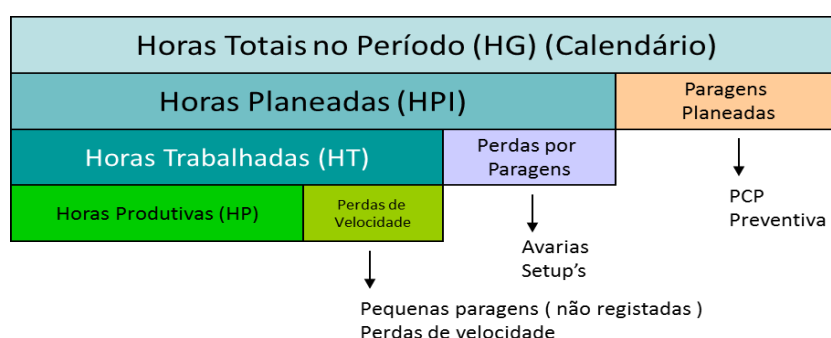 Horas Totais no Período (HG) (Calendário)
Horas Planeadas (HPI)
Paragens
Planeadas
Horas Trabalhadas (HT)
Perdas por
Paragens
Horas Produtivas (HP)
Perdas de
Velocidade
PCP
Preventiva
Avarias
Setup's
Pequenas paragens ( não registadas )
Perdas de velocidade